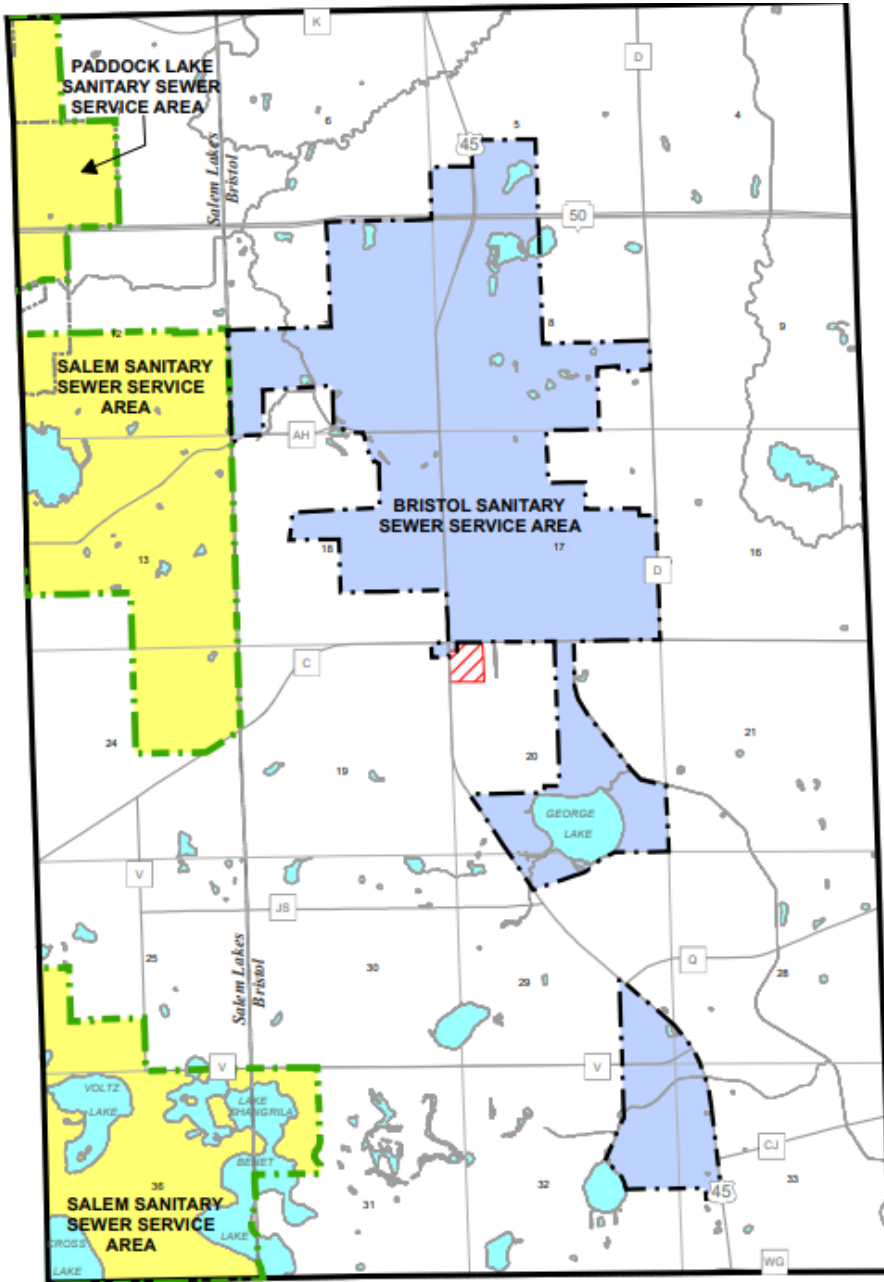 K
PADDOCK LAKE
SANITARY SEWER
SERVICE AREA
D
6
5
4
45
Salem Lakes
Bristol
50
7
8
9
12
SALEM SANITARY
SEWER SERVICE
AREA
AH
BRISTOL SANITARY
SEWER SERVICE AREA
18
17
16
13
D
C
24
19
20
21
GEORGE
LAKE
V
JS
25
30
29
28
Q
Salem Lakes
Bristol
V
V
VOLTZ
LAKE
LAKE
SHANGRILA
CJ
BENET
LAKE
36
31
32
33
45
SALEM SANITARY
SEWER SERVICE
AREA
CROSS
LAKE
WG